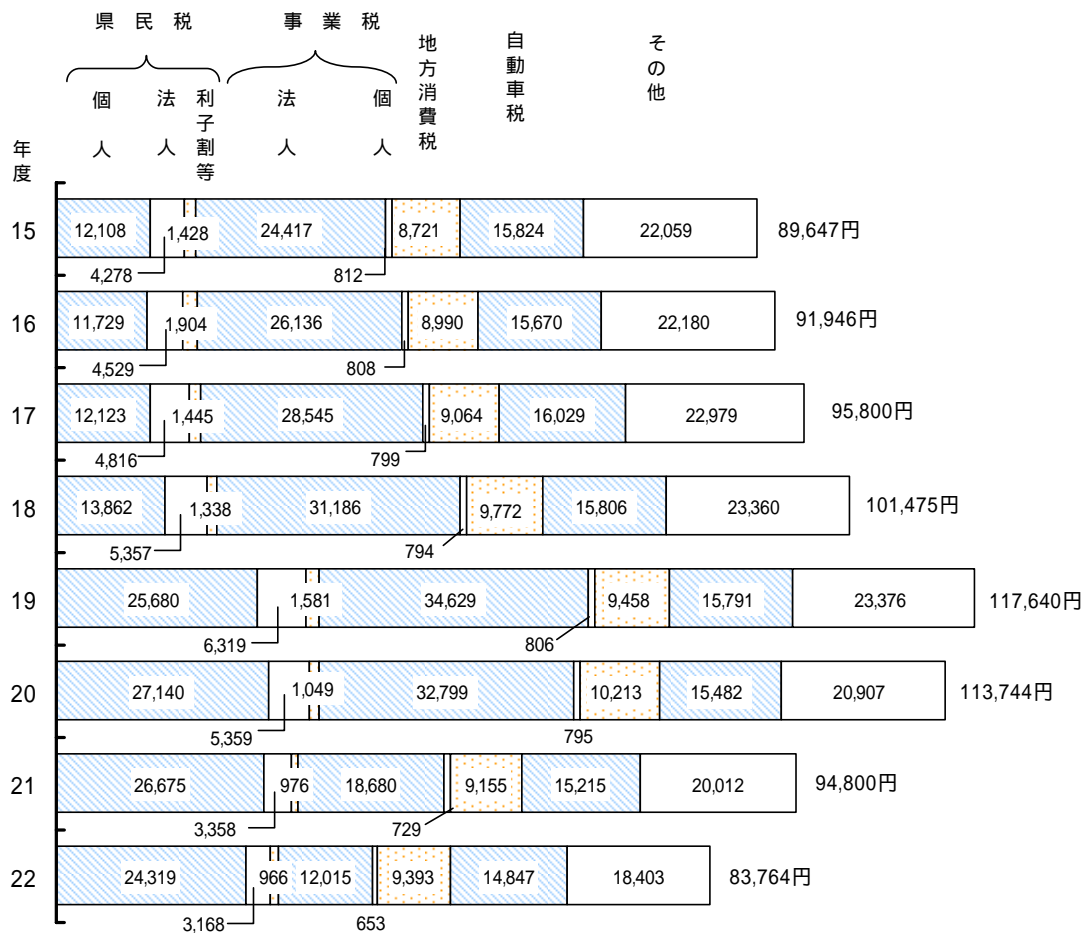 県民税
事業税
地方消費税
自動車税
その他
個人
法人
利子割等
法人
個人
年度
15 12,108 1,428 24,417 8,721 15,824 22,059 89,647円
4,278 812
16 11,729 1,904 26,136 8,990 15,670 22,180 91,946円
4,529 808
17 12,123 1,445 28,545 9,064 16,029 22,979 95,800円
4,816 799
18 13,862 1,338 31,186 9,772 15,806 23,360 101,475円
5,357 794
19 25,680 1,581 34,629 9,458 15,791 23,376 117,640円
6,319 806
20 27,140 1,049 32,799 10,213 15,482 20,907 113,744円
5,359 795
21 26,675 976 18,680 9,155 15,215 20,012 94,800円
3,358 729
22 24,319 966 12,015 9,393 14,847 18,403 83,764円
3,168 653